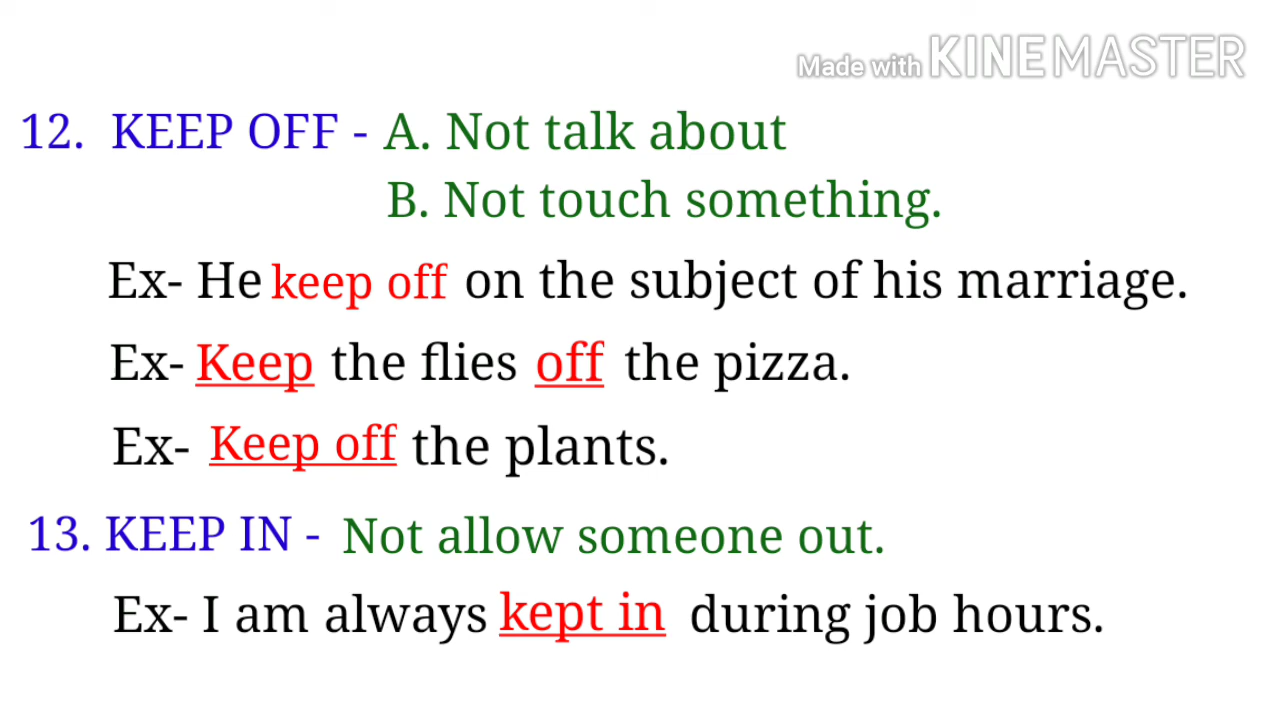 Made with KINEMASTER
12. KEEP OFF - A. Not talk about
B. Not touch something.
Ex- He keep off on the subject of his marriage.
Ex- Keep the flies off the pizza.
Ex- Keep off the plants.
13. KEEP IN - Not allow someone out.
Ex- I am always kept in during job hours.